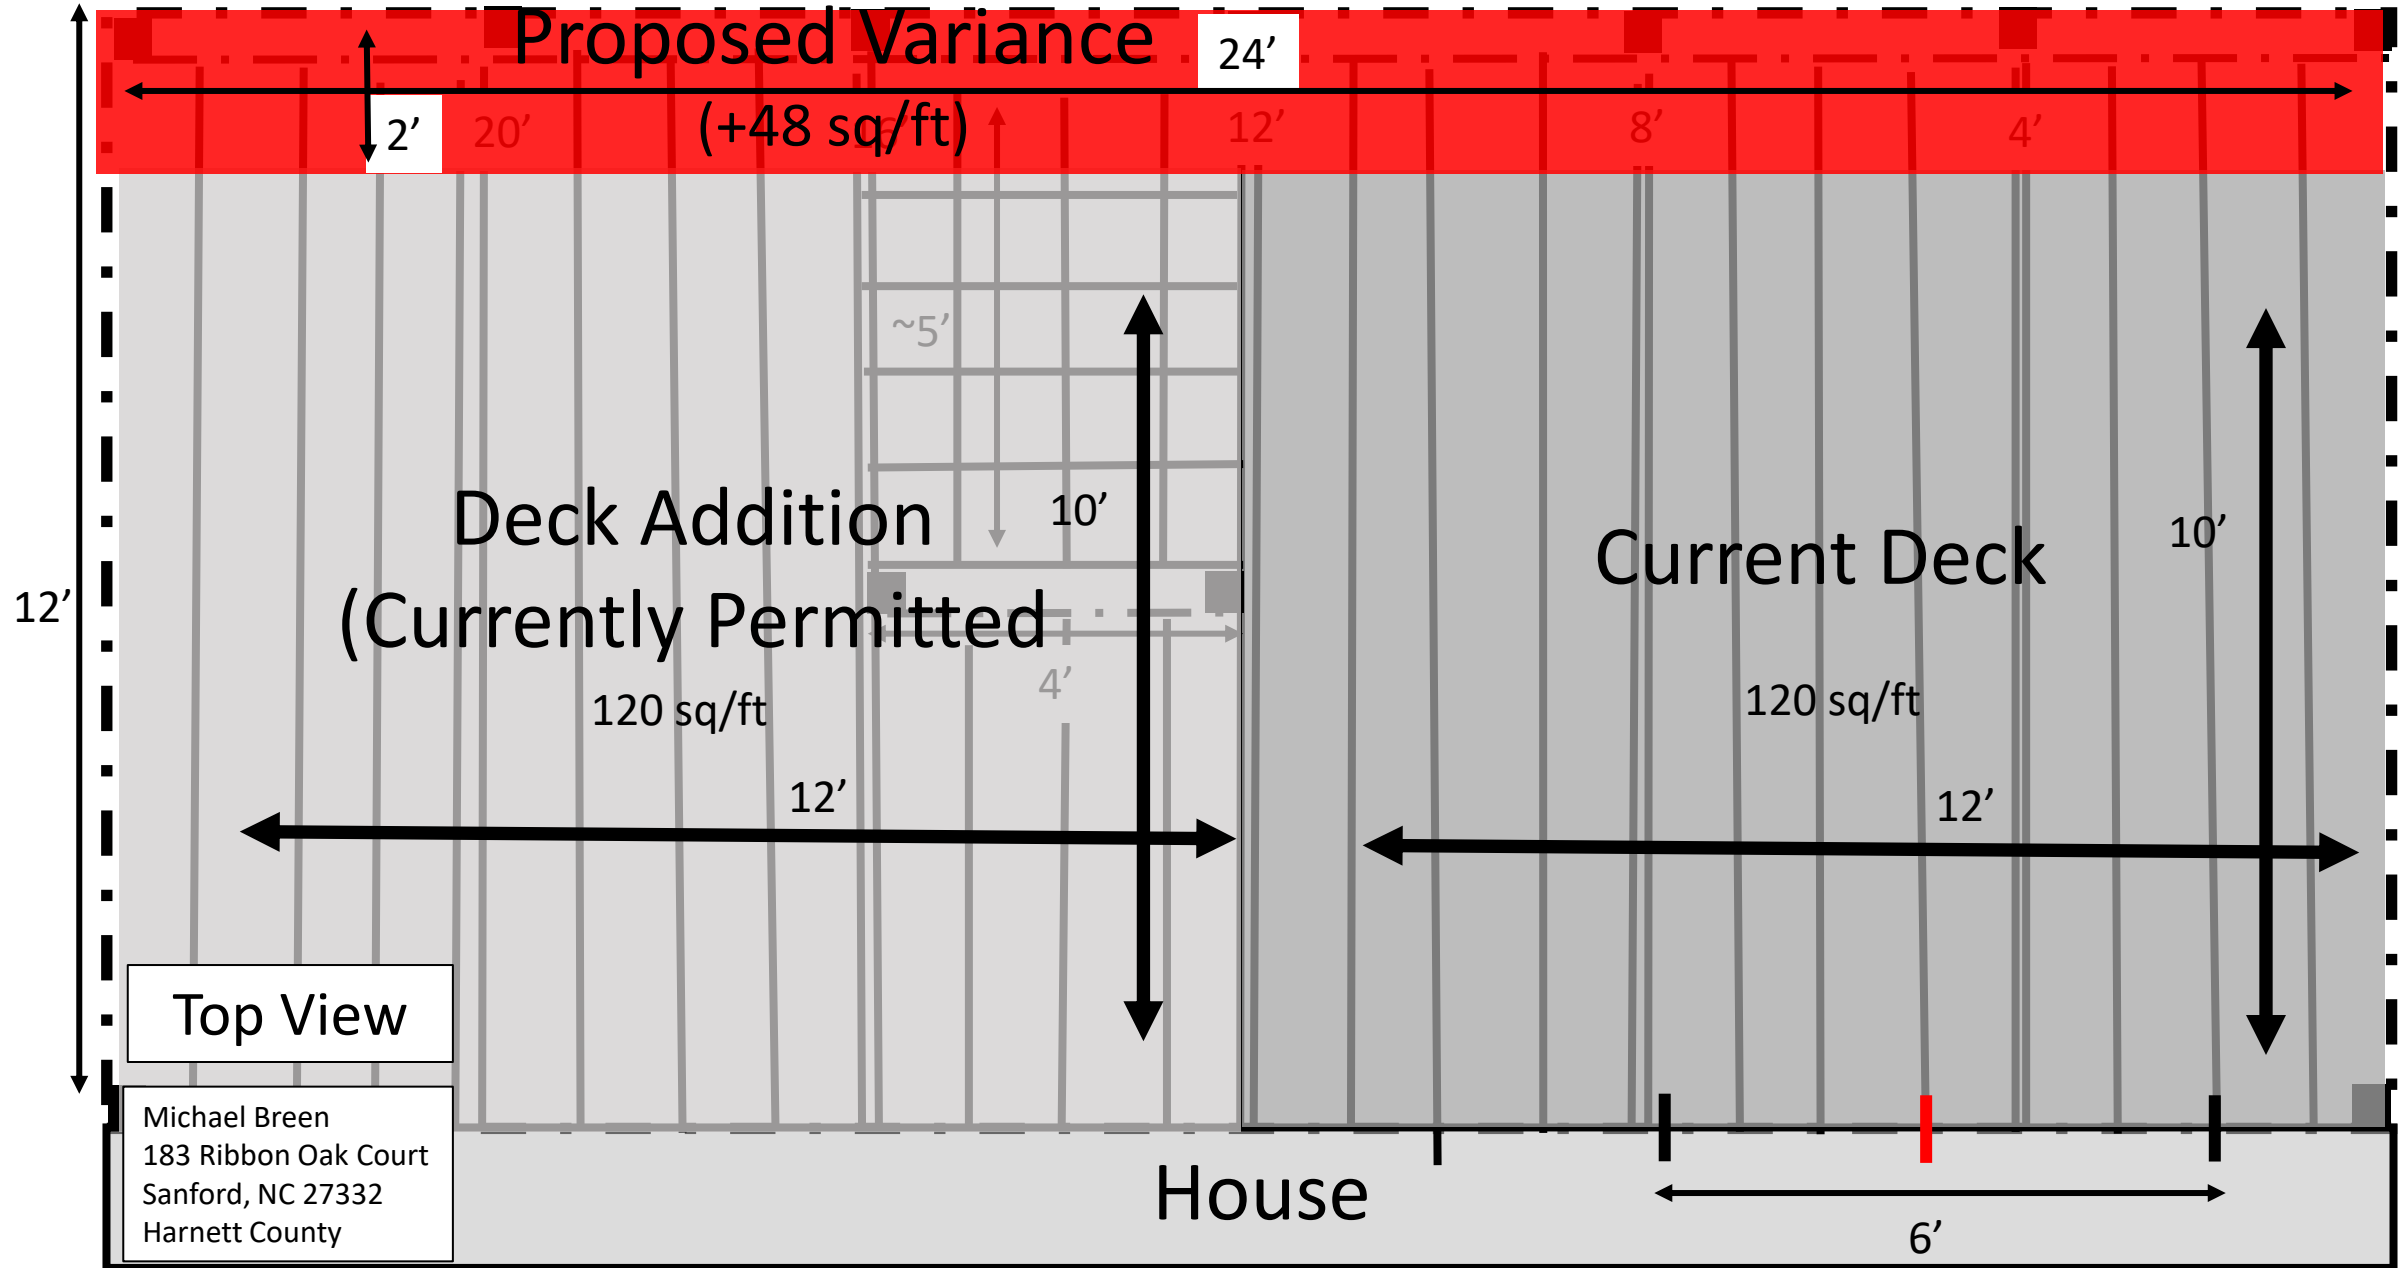 Proposed Variance
24’
(+48 sq/ft)
2’
20’
16’
12’
8’
4’
~5’
10’
Deck Addition
(Currently Permitted
120 sq/ft
4’
12’
Current Deck
10’
120 sq/ft
12’
12’
Top View
Michael Breen
183 Ribbon Oak Court
Sanford, NC 27332
Harnett County
House
6’